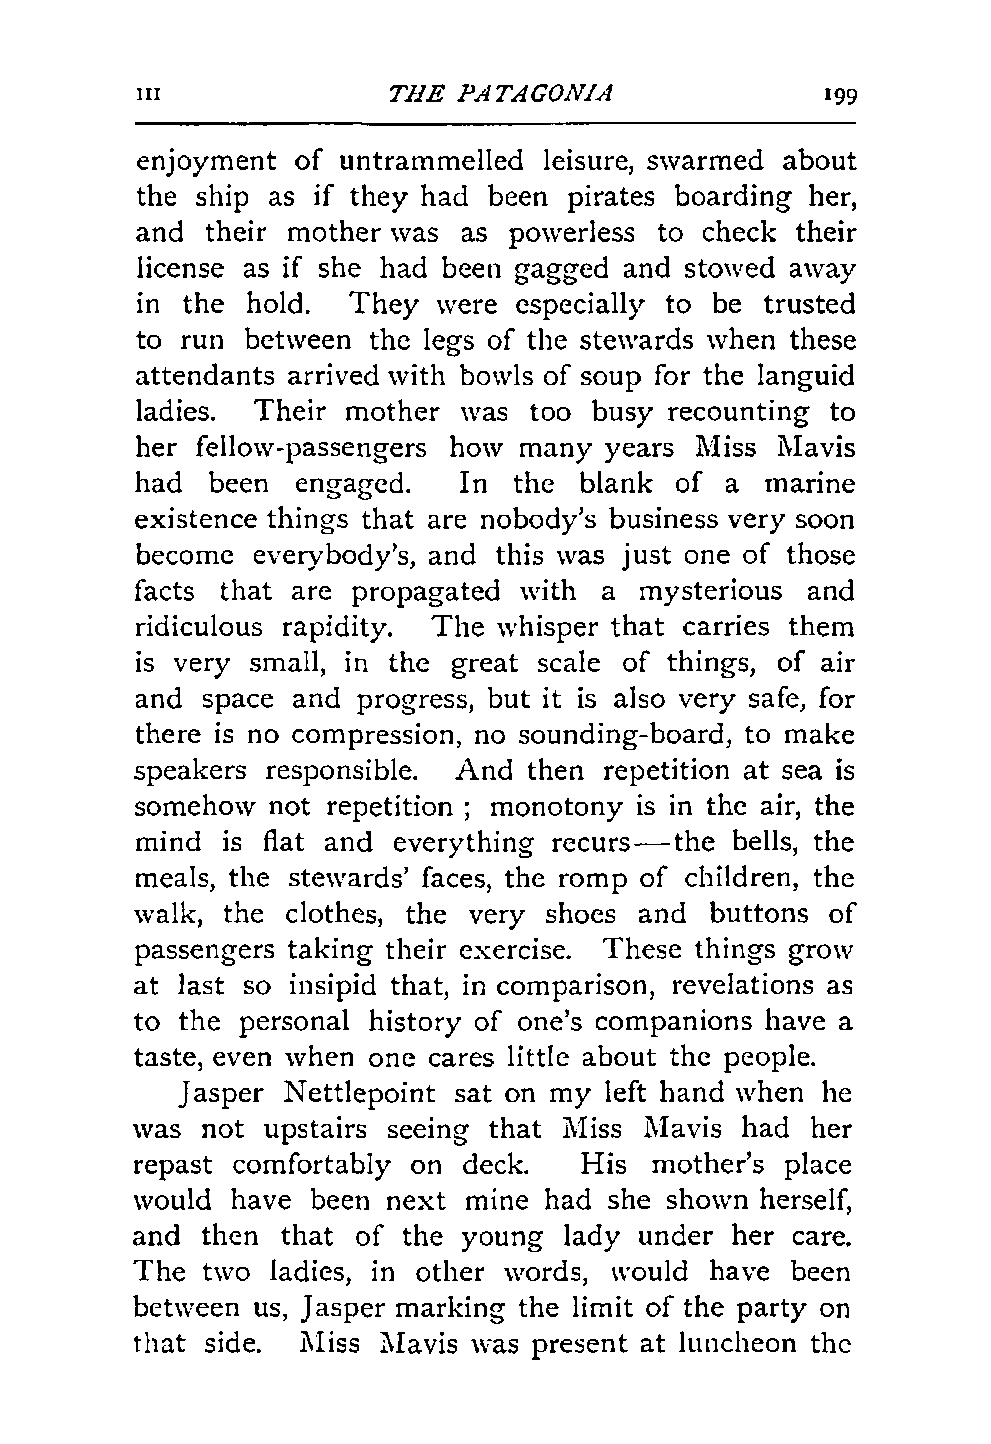 III THE PATAGONIA 199
enjoyment of untrammelled leisure, swarmed about
the ship as if they had been pirates boarding her,
and their mother was as powerless to check their
license as if she had been gagged and stowed away
in the hold. They were especially to be trusted
to run between the legs of the stewards when these
attendants arrived with bowls of soup for the languid
ladies. Their mother was too busy recounting to
her fellow-passengers how many years Miss Mavis
had been engaged. In the blank of a marine
existence things that are nobody's business very soon
become everybody's, and this was just one of those
facts that are propagated with a mysterious and
ridiculous rapidity. The whisper that carries them
is very small, in the great scale of things, of air
and space and progress, but it is also very safe, for
there is no compression, no sounding-board, to make
speakers responsible. And then repetition at sea is
somehow not repetition ; monotony is in the air, the
mind is flat and everything recurs—the bells, the
meals, the stewards' faces, the romp of children, the
walk, the clothes, the very shoes and buttons of
passengers taking their exercise. These things grow
at last so insipid that, in comparison, revelations as
to the personal history of one's companions have a
taste, even when one cares little about the people.
Jasper Nettlepoint sat on my left hand when he
was not upstairs seeing that Miss Mavis had her
repast comfortably on deck. His mother's place
would have been next mine had she shown herself,
and then that of the young lady under her care.
The two ladies, in other words, would have been
between us, Jasper marking the limit of the party on
that side. Miss Mavis was present at luncheon the